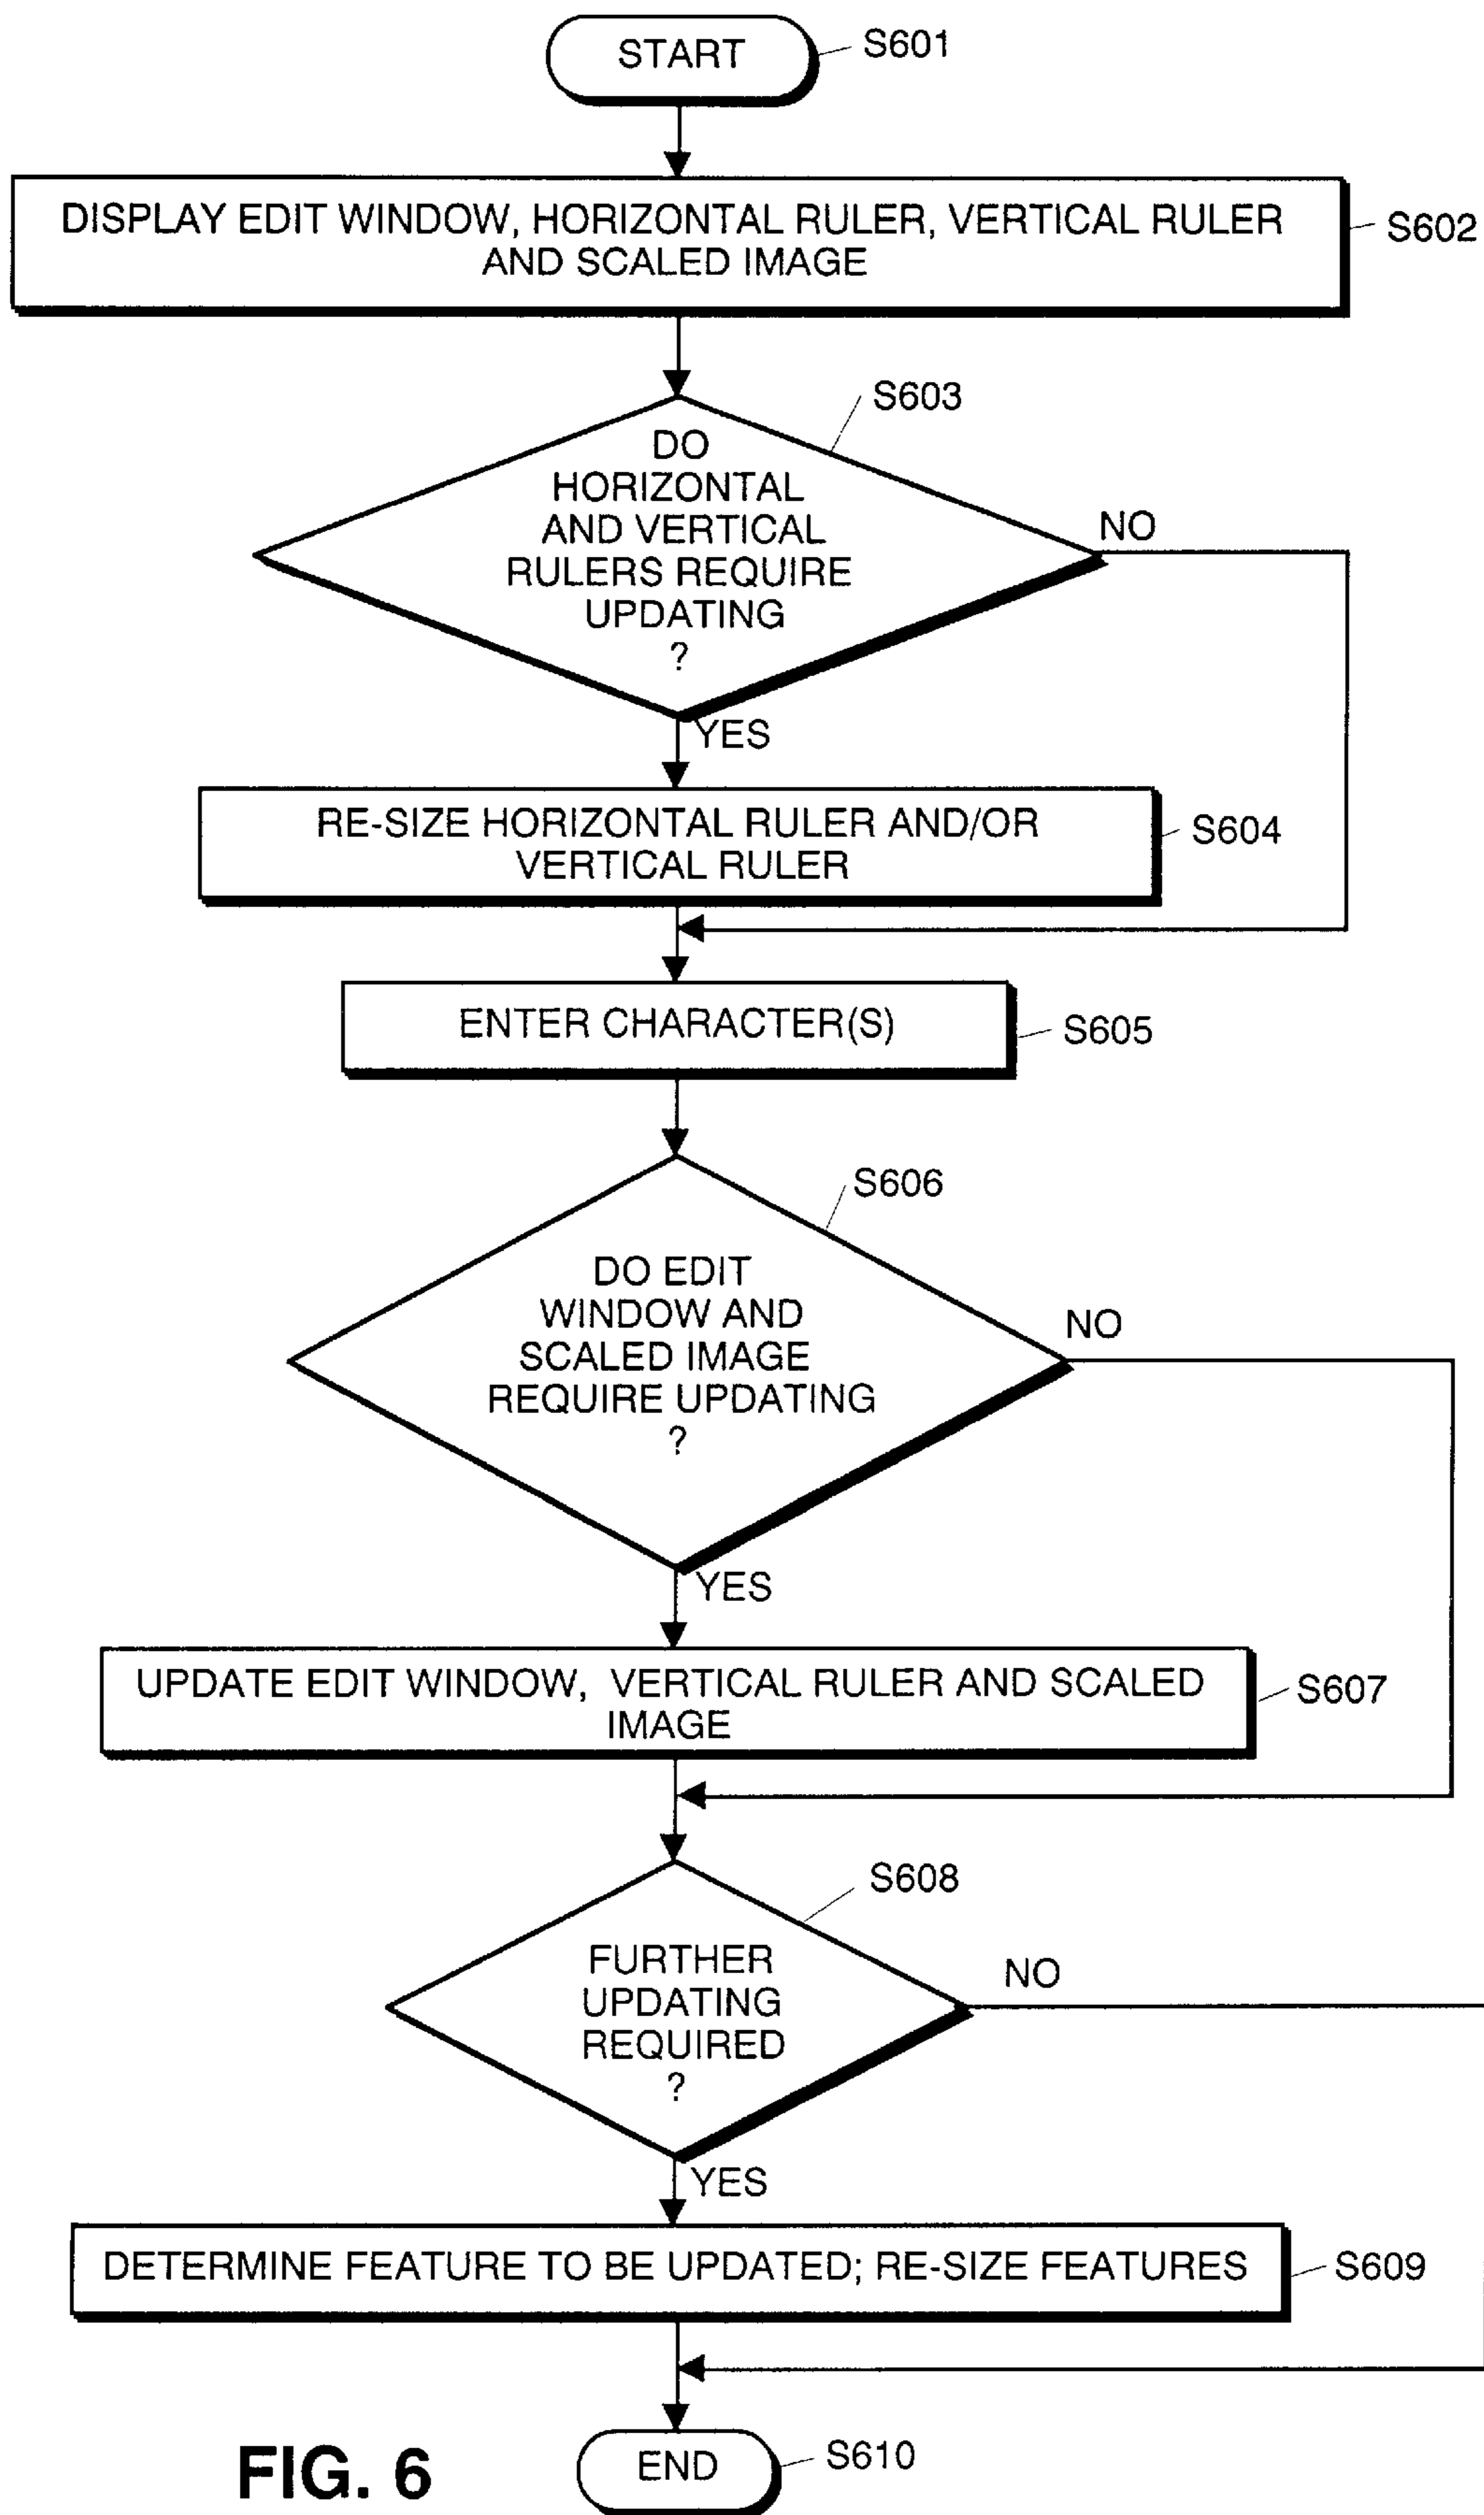 START
S601
DISPLAY EDIT WINDOW, HORIZONTAL RULER, VERTICAL RULER
AND SCALED IMAGE
S602
S603
DO
HORIZONTAL
AND VERTICAL
RULERS REQUIRE
UPDATING
?
NO
YES
RE-SIZE HORIZONTAL RULER AND/OR
VERTICAL RULER
S604
ENTER CHARACTER(S)
S605
S606
DO EDIT
WINDOW AND
SCALED IMAGE
REQUIRE UPDATING
?
NO
YES
UPDATE EDIT WINDOW, VERTICAL RULER AND SCALED
IMAGE
S607
S608
FURTHER
UPDATING
REQUIRED
?
NO
YES
DETERMINE FEATURE TO BE UPDATED; RE-SIZE FEATURES
S609
END
S610
FIG. 6